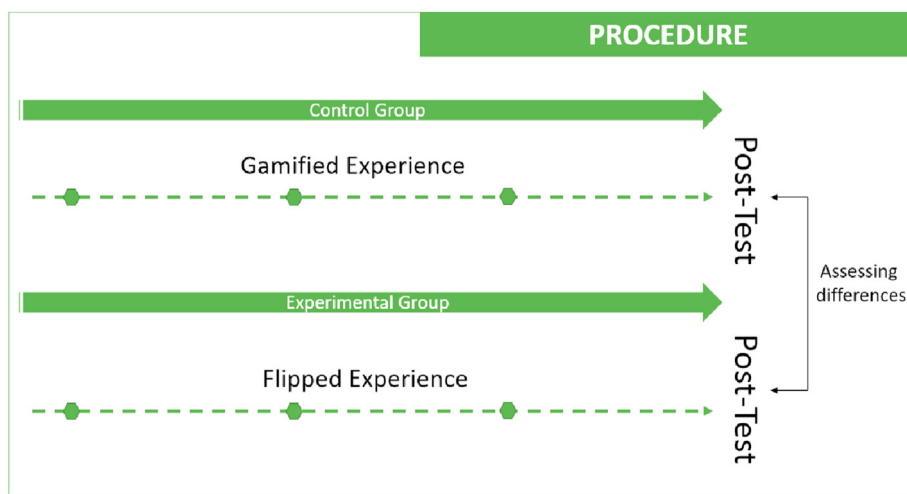 PROCEDURE
Control Group
Gamified Experience
Post-Test
Assessing
differences
Experimental Group
Flipped Experience
Post-Test